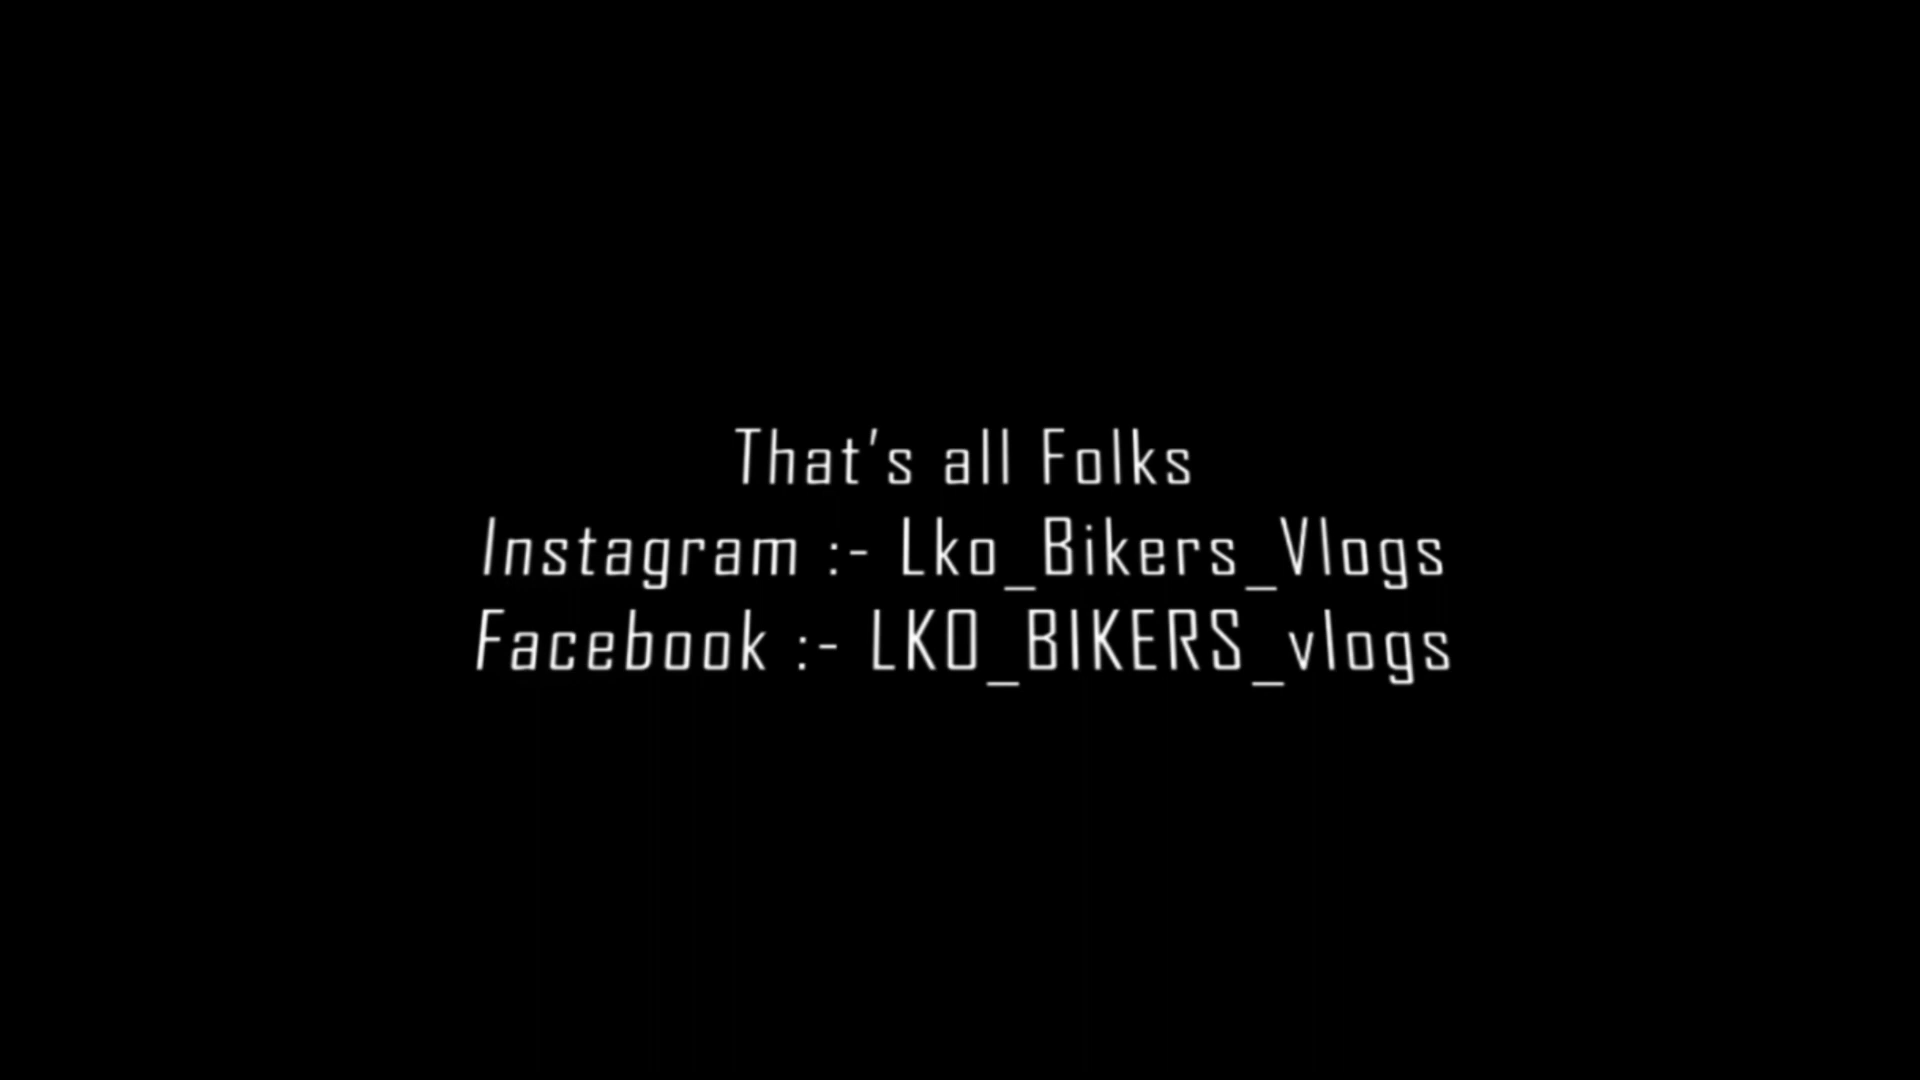 That's all Folks
Instagram :- Lko_Bikers_Vlogs
Facebook :- LKO_BIKERS_vlogs